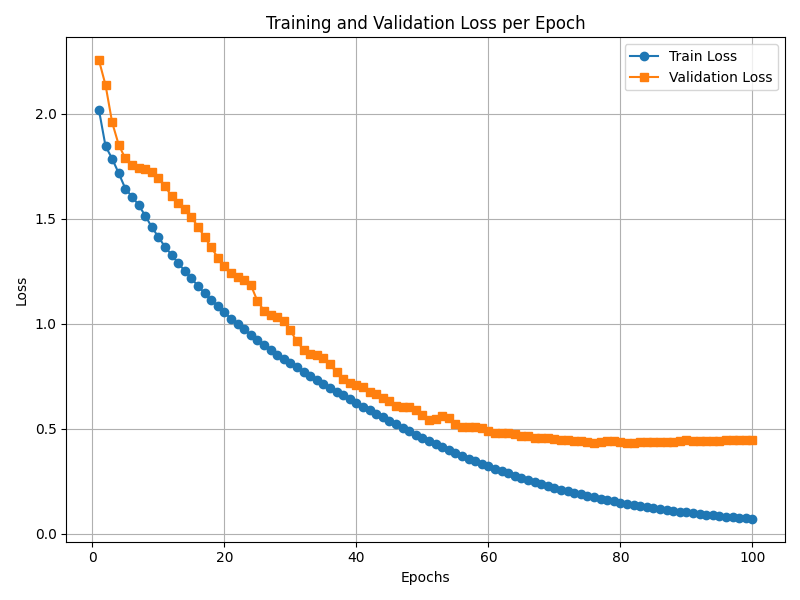 Training and Validation Loss per Epoch
Train Loss
Validation Loss
2.0
1.5
1.0
0.5
0.0
Loss
0 20 40 60 80 100
Epochs